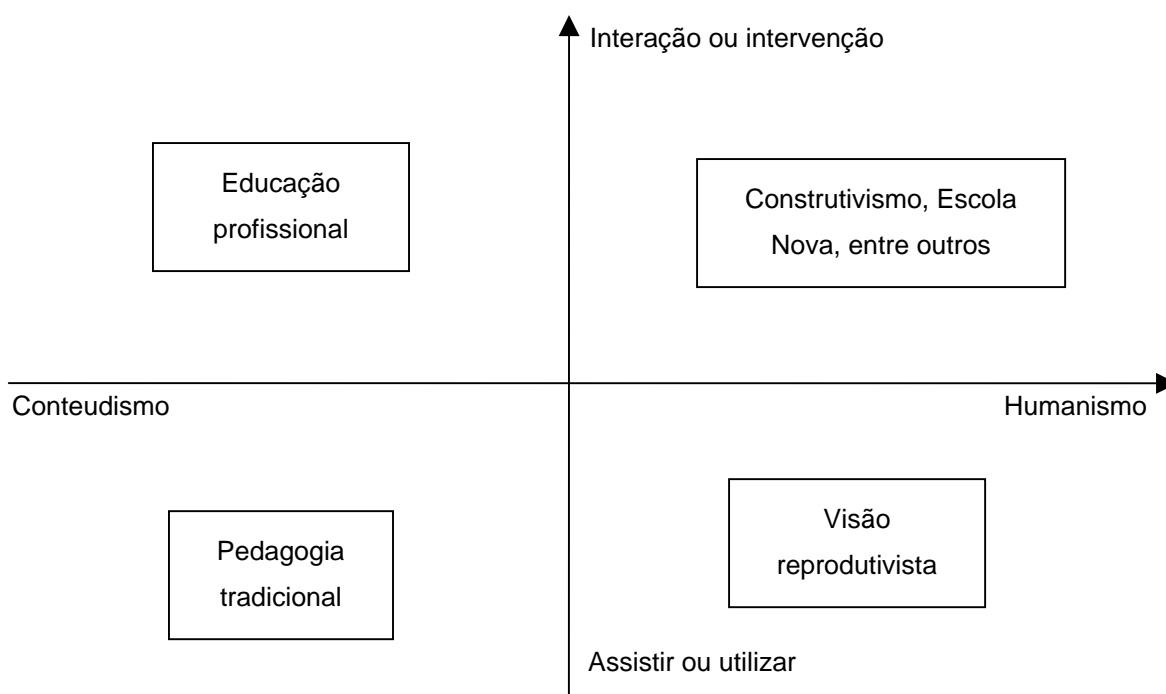 Interação ou intervenção
Educação
profissional
Construtivismo, Escola
Nova, entre outros
Conteudismo
Humanismo
Pedagogia
tradicional
Visão
reprodutivista
Assistir ou utilizar